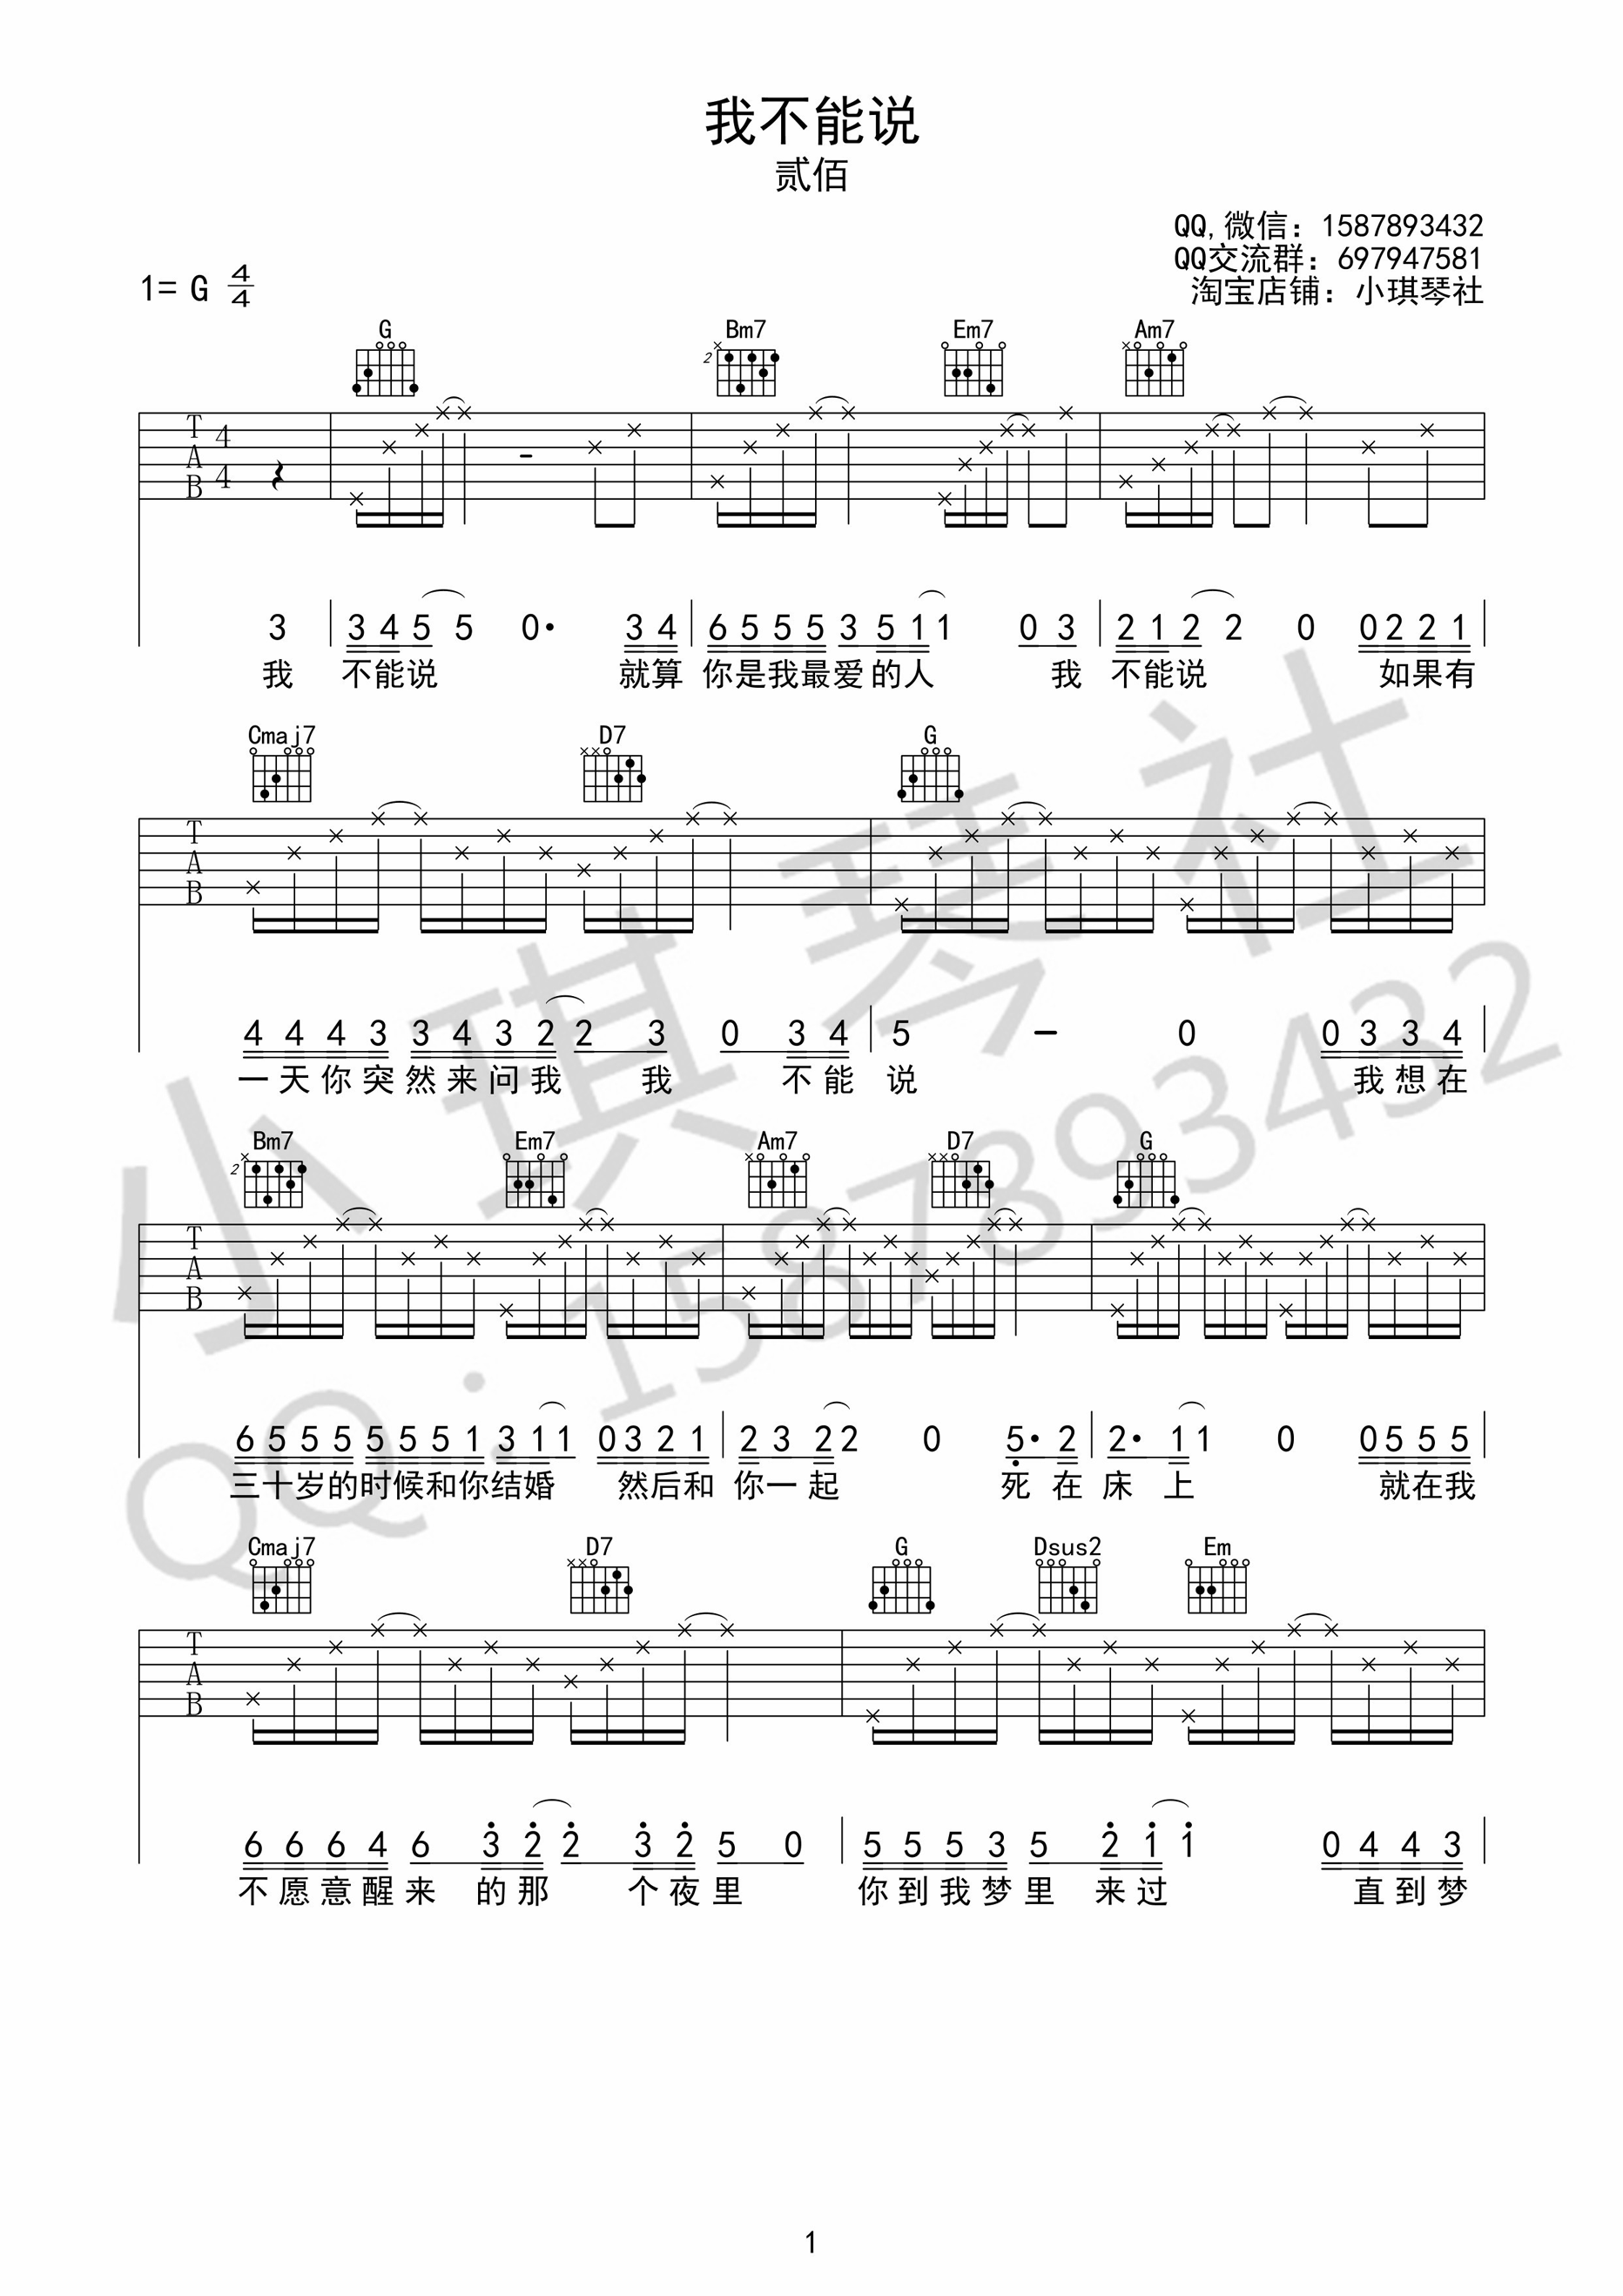 我不能说
贰佰
QQ,微信：1587893432
QQ交流群：697947581
淘宝店铺：小琪琴社
1= G 4/4
G Bm7 Em7 Am7
2
T A B 4 4
3 | 3 4 5 5 0· 3 4 | 6 5 5 5 3 5 1 1 0 3 | 2 1 2 2 0 0 2 2 1 |
我 不能说 就算 你是我最爱的人 我 不能说 如果有
Cmaj7 D7 G
T A B
4 4 4 3 3 4 3 2 2 3 0 3 4 | 5 - 0 0 3 3 4 |
一天你突然来问我 我 不能 说 我想在
Bm7 Em7 Am7 D7 G
2
T A B
6 5 5 5 5 5 5 1 3 1 1 0 3 2 1 | 2 3 2 2 0 5· 2 | 2· 1 1 0 0 5 5 5 |
三十岁的时候和你结婚 然后和 你一起 死在 床上 就在我
Cmaj7 D7 G Dsus2 Em
T A B
6 6 6 4 6 3 2 2 3 2 5 0 | 5 5 5 3 5 2 1 1 0 4 4 3 |
不愿意醒来 的那 个夜里 你到我梦里 来过 直到梦
小琪琴社
QQ:1587893432
1